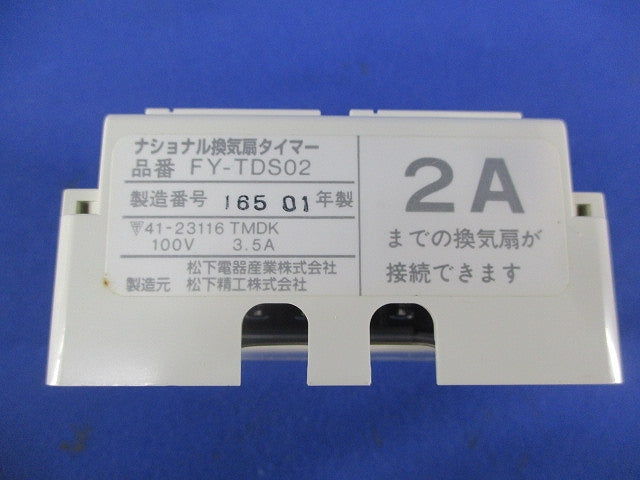 ナショナル換気扇タイマー
品番 FY-TDS02
製造番号 165 01年製
41-23116 TMDK
100V 3.5A
松下電器産業株式会社
製造元 松下精工株式会社
2A
までの換気扇が
接続できます